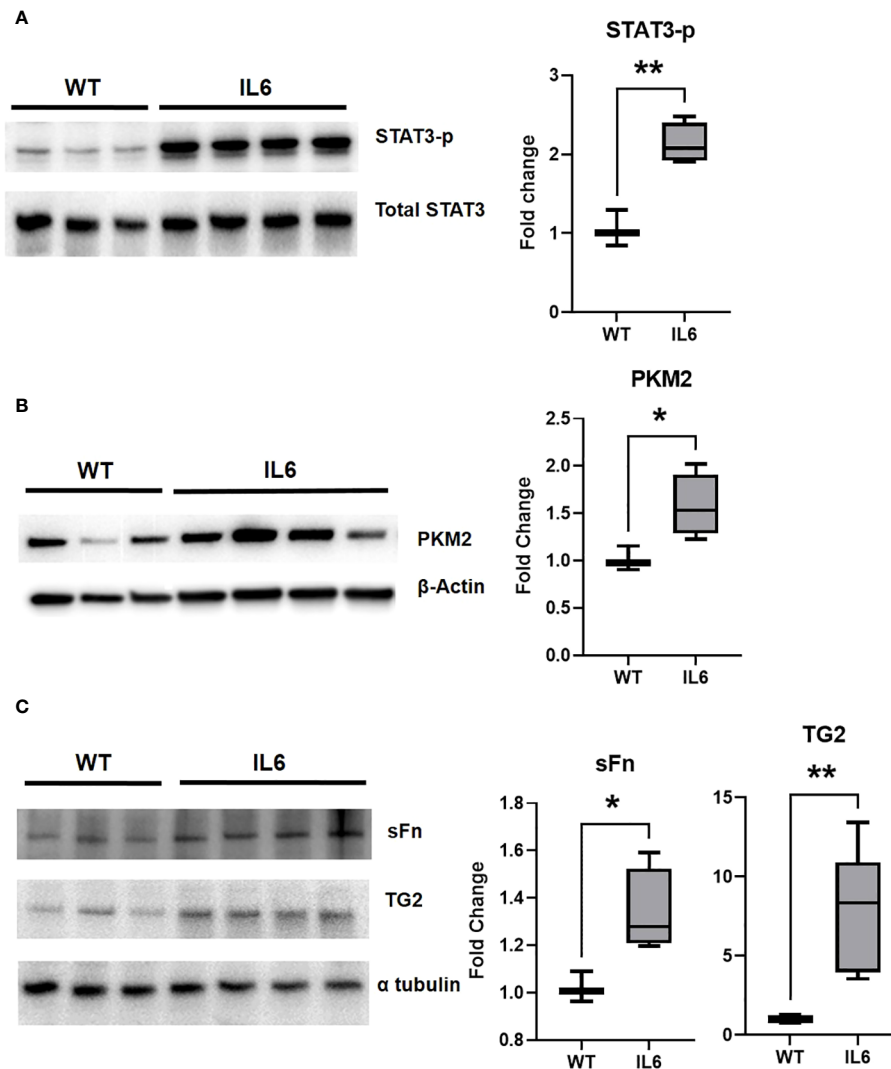 A
WT IL6
STAT3-p
Total STAT3
STAT3-p
Fold change
3
2
1
0
**
WT IL6
B
WT IL6
PKM2
β-Actin
PKM2
Fold Change
2.5
2.0
1.5
1.0
0.5
0.0
*
WT IL6
C
WT IL6
sFn
TG2
α tubulin
sFn
Fold Change
1.8
1.6
1.4
1.2
1.0
0.8
*
WT IL6
TG2
15
10
5
0
**
WT IL6